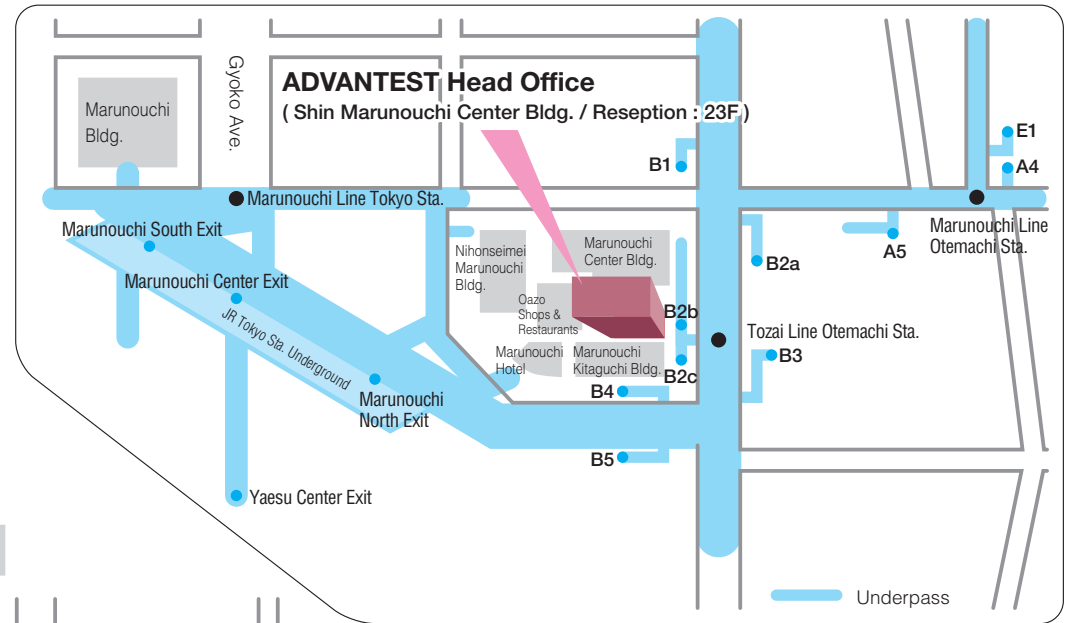 ADVANTEST Head Office
( Shin Marunouchi Center Bldg. / Reseption : 23F )
Gyoko Ave.
Marunouchi
Bldg.
E1
B1
A4
Marunouchi Line Tokyo Sta.
Marunouchi South Exit
Marunouchi Line
Otemachi Sta.
Nihonseimei
Marunouchi
Bldg.
Marunouchi
Center Bldg.
A5
B2a
Marunouchi Center Exit
Oazo
Shops &
Restaurants
B2b
JR Tokyo Sta. Underground
Tozai Line Otemachi Sta.
Marunouchi
Hotel
Marunouchi
Kitaguchi Bldg.
B3
B2c
B4
Marunouchi
North Exit
B5
Yaesu Center Exit
Underpass